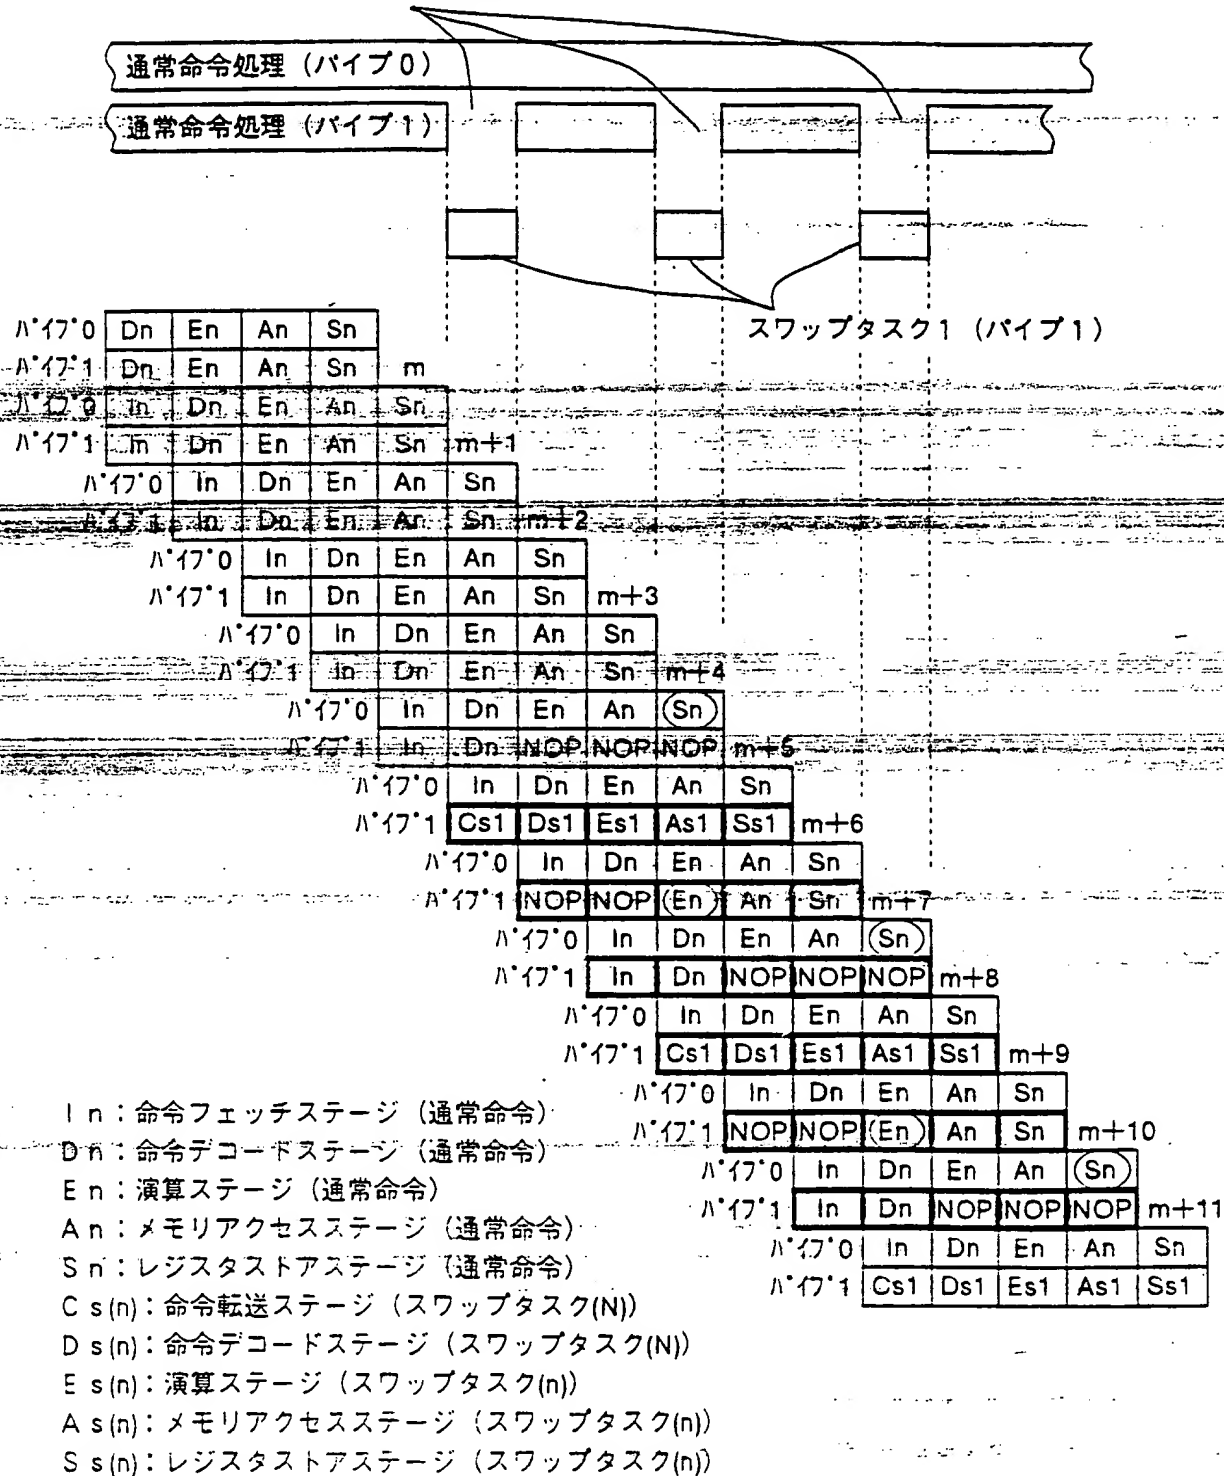 通常命令処理（パイプ０）
通常命令処理（パイプ１）
スワップタスク１（パイプ１）
ﾊﾟｲﾌﾟ0 Dn En An Sn
ﾊﾟｲﾌﾟ1 Dn En An Sn m
ﾊﾟｲﾌﾟ0 In Dn En An Sn
ﾊﾟｲﾌﾟ1 In Dn En An Sn m+1
ﾊﾟｲﾌﾟ0 In Dn En An Sn
ﾊﾟｲﾌﾟ1 In Dn En An Sn m+2
ﾊﾟｲﾌﾟ0 In Dn En An Sn
ﾊﾟｲﾌﾟ1 In Dn En An Sn m+3
ﾊﾟｲﾌﾟ0 In Dn En An Sn
ﾊﾟｲﾌﾟ1 In Dn En An Sn m+4
ﾊﾟｲﾌﾟ0 In Dn En An Sn
ﾊﾟｲﾌﾟ1 In Dn NOP NOP NOP m+5
ﾊﾟｲﾌﾟ0 In Dn En An Sn
ﾊﾟｲﾌﾟ1 Cs1 Ds1 Es1 As1 Ss1 m+6
ﾊﾟｲﾌﾟ0 In Dn En An Sn
ﾊﾟｲﾌﾟ1 NOP NOP En An Sn m+7
ﾊﾟｲﾌﾟ0 In Dn En An Sn
ﾊﾟｲﾌﾟ1 In Dn NOP NOP NOP m+8
ﾊﾟｲﾌﾟ0 In Dn En An Sn
ﾊﾟｲﾌﾟ1 Cs1 Ds1 Es1 As1 Ss1 m+9
ﾊﾟｲﾌﾟ0 In Dn En An Sn
ﾊﾟｲﾌﾟ1 NOP NOP En An Sn m+10
ﾊﾟｲﾌﾟ0 In Dn En An Sn
ﾊﾟｲﾌﾟ1 In Dn NOP NOP NOP m+11
ﾊﾟｲﾌﾟ0 In Dn En An Sn
ﾊﾟｲﾌﾟ1 Cs1 Ds1 Es1 As1 Ss1
In：命令フェッチステージ（通常命令）
Dn：命令デコードステージ（通常命令）
En：演算ステージ（通常命令）
An：メモリアクセスステージ（通常命令）
Sn：レジスタストアステージ（通常命令）
Cs(n)：命令転送ステージ（スワップタスク(N)）
Ds(n)：命令デコードステージ（スワップタスク(N)）
Es(n)：演算ステージ（スワップタスク(n)）
As(n)：メモリアクセスステージ（スワップタスク(n)）
Ss(n)：レジスタストアステージ（スワップタスク(n)）